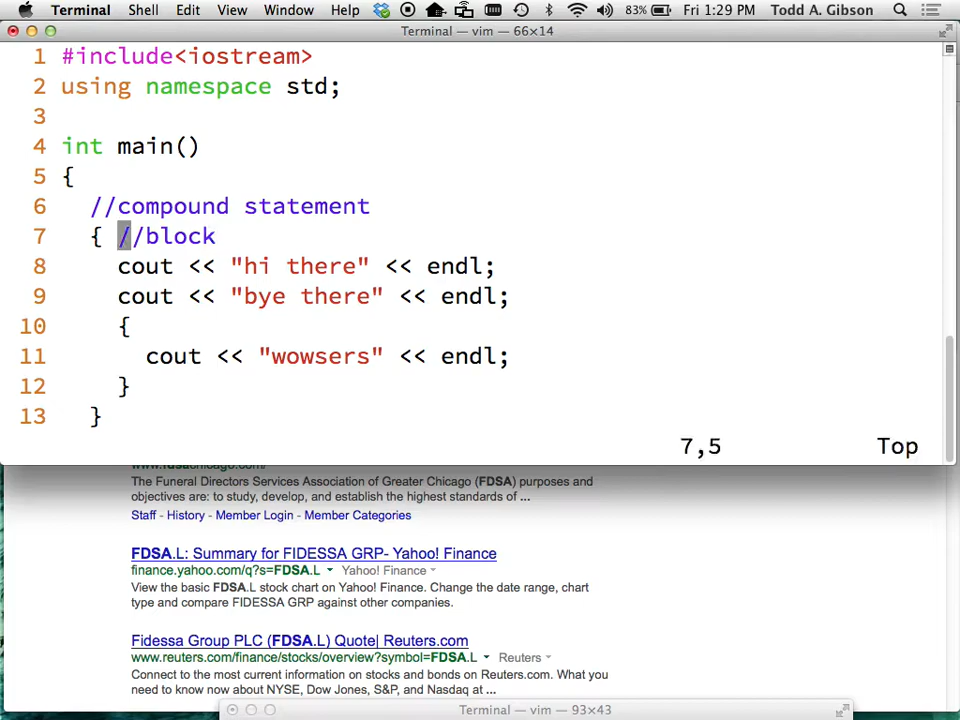 Terminal Shell Edit View Window Help 83% Fri 1:29 PM Todd A. Gibson
Terminal — vim — 66×14
1 #include<iostream>
2 using namespace std;
3
4 int main()
5 {
6 //compound statement
7 { //block
8 cout << "hi there" << endl;
9 cout << "bye there" << endl;
10 {
11 cout << "wowsers" << endl;
12 }
13 }
7,5 Top
www.fdsachicago.com/
The Funeral Directors Services Association of Greater Chicago (FDSA) purposes and
objectives are: to study, develop, and establish the highest standards of ...
Staff - History - Member Login - Member Categories
FDSA.L: Summary for FIDESSA GRP- Yahoo! Finance
finance.yahoo.com/q?s=FDSA.L Yahoo! Finance
View the basic FDSA.L stock chart on Yahoo! Finance. Change the date range, chart
type and compare FIDESSA GRP against other companies.
Fidessa Group PLC (FDSA.L) Quote| Reuters.com
www.reuters.com/finance/stocks/overview?symbol=FDSA.L Reuters
Connect to the most current information on stocks and bonds on Reuters.com. Have what you
need to know now about NYSE, Dow Jones, S&P, and Nasdaq at ...
Terminal — vim — 93×43